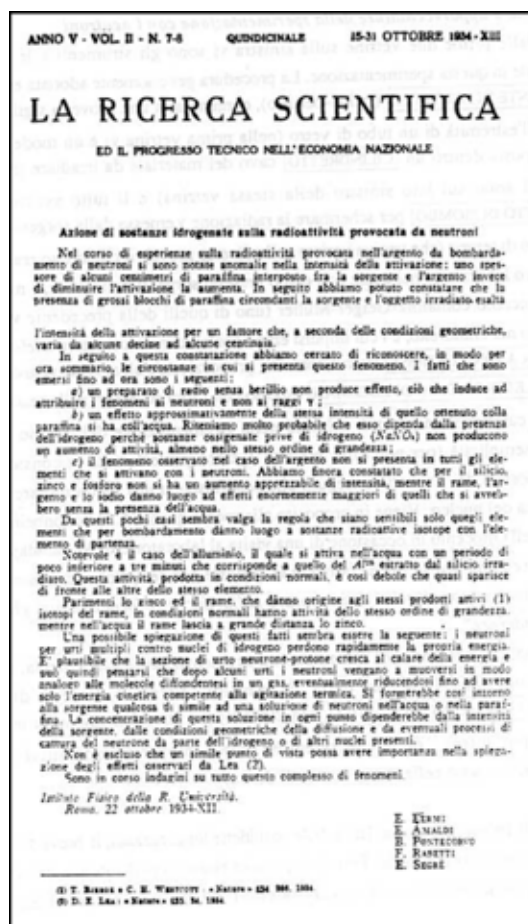 ANNO V - VOL. II - N. 7-8 QUINDICINALE 15-31 OTTOBRE 1934-XIII
LA RICERCA SCIENTIFICA
ED IL PROGRESSO TECNICO NELL'ECONOMIA NAZIONALE
Azione di sostanze idrogenate sulla radioattività provocata da neutroni
Nel corso di esperienze sulla radioattività provocata nell'argento da bombarda-
mento di neutroni si sono notate anomalie nella intensità della attivazione: uno spes-
sore di alcuni centimetri di paraffina interposto fra la sorgente e l'argento invece
di diminuire l'attivazione la aumenta. In seguito abbiamo potuto constatare che la
presenza di grossi blocchi di paraffina circondanti la sorgente e l'oggetto irradiato esalta
l'intensità della attivazione per un fattore che, a seconda delle condizioni geometriche,
varia da alcune decine ad alcune centinaia.
In seguito a questa constatazione abbiamo cercato di riconoscere, in modo per
ora sommario, le circostanze in cui si presenta questo fenomeno. I fatti che sono
emersi fino ad ora sono i seguenti:
a) un preparato di radio senza berillio non produce effetto, ciò che induce ad
attribuire i fenomeni ai neutroni e non ai raggi γ;
b) un effetto approssimativamente della stessa intensità di quello ottenuto colla
paraffina si ha coll'acqua. Riteniamo molto probabile che esso dipenda dalla presenza
dell'idrogeno perchè sostanze ossigenate prive di idrogeno (NaNO₃) non producono
un aumento di attività, almeno nello stesso ordine di grandezza;
c) il fenomeno osservato nel caso dell'argento non si presenta in tutti gli ele-
menti che si attivano con i neutroni. Abbiamo finora constatato che per il silicio,
zinco e fosforo non si ha un aumento apprezzabile di intensità, mentre il rame, l'ar-
gento e lo iodio danno luogo ad effetti enormemente maggiori di quelli che si avreb-
bero senza la presenza dell'acqua.
Da questi pochi casi sembra valga la regola che siano sensibili solo quegli ele-
menti che per bombardamento danno luogo a sostanze radioattive isotope con l'ele-
mento di partenza.
Notevole è il caso dell'alluminio, il quale si attiva nell'acqua con un periodo di
poco inferiore a tre minuti che corrisponde a quello del Al²⁸ estratto dal silicio irra-
diato. Questa attività, prodotta in condizioni normali, è così debole che quasi sparisce
di fronte alle altre dello stesso elemento.
Parimenti lo zinco ed il rame, che dànno origine agli stessi prodotti attivi (1)
isotopi del rame, in condizioni normali hanno attività dello stesso ordine di grandezza,
mentre nell'acqua il rame lascia a grande distanza lo zinco.
Una possibile spiegazione di questi fatti sembra essere la seguente: i neutroni
per urti multipli contro nuclei di idrogeno perdono rapidamente la propria energia.
E' plausibile che la sezione di urto neutrone-protone cresca al calare della energia e
può quindi pensarsi che dopo alcuni urti i neutroni vengano a muoversi in modo
analogo alle molecole diffondentisi in un gas, eventualmente riducendosi fino ad avere
solo l'energia cinetica competente alla agitazione termica. Si formerebbe così intorno
alla sorgente qualcosa di simile ad una soluzione di neutroni nell'acqua o nella paraf-
fina. La concentrazione di questa soluzione in ogni punto dipenderebbe dalla intensità
della sorgente, dalle condizioni geometriche della diffusione e da eventuali processi di
cattura del neutrone da parte dell'idrogeno o di altri nuclei presenti.
Non è escluso che un simile punto di vista possa avere importanza nella spiega-
zione degli effetti osservati da Lea (2).
Sono in corso indagini su tutto questo complesso di fenomeni.
Istituto Fisico della R. Università.
Roma, 22 ottobre 1934-XII.
E. FERMI
E. AMALDI
B. PONTECORVO
F. RASETTI
E. SEGRÈ
(1) T. BJERGE e C. H. WESTCOTT: « Nature » 134, 1934.
(2) D. E. LEA: « Nature » 1934.